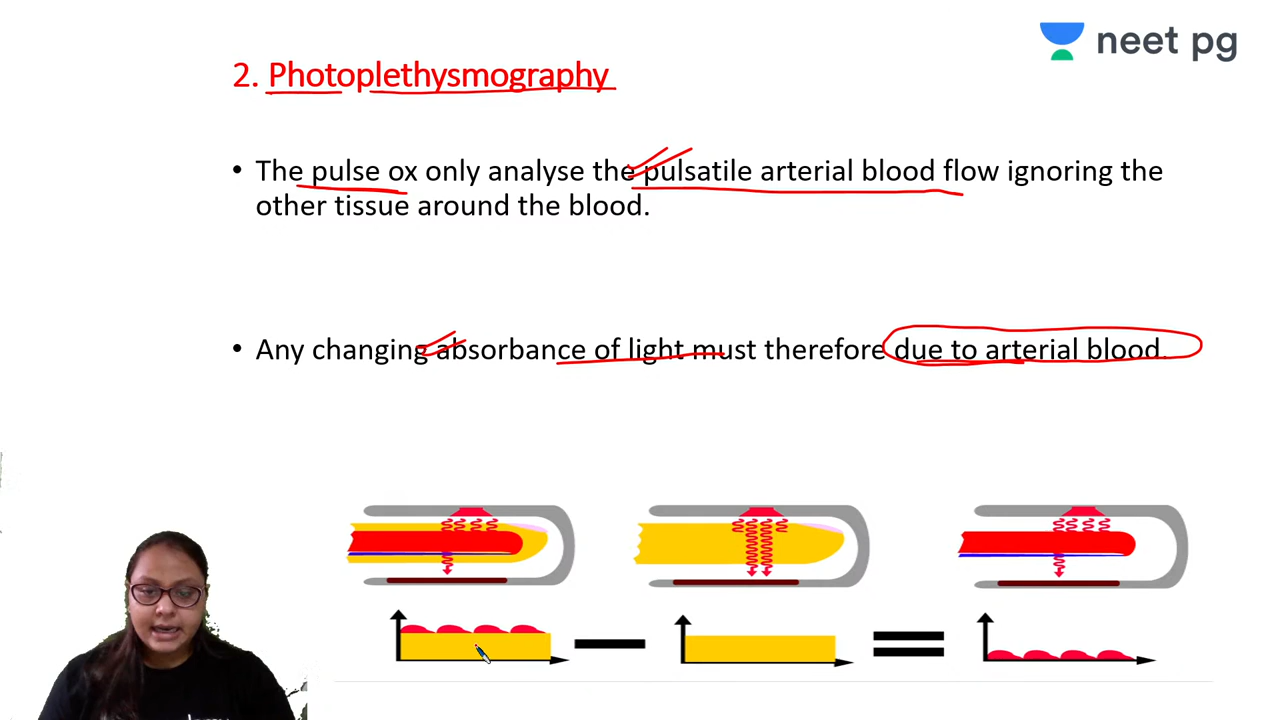 neet pg
2. Photoplethysmography
• The pulse ox only analyse the pulsatile arterial blood flow ignoring the
other tissue around the blood.
• Any changing absorbance of light must therefore due to arterial blood.